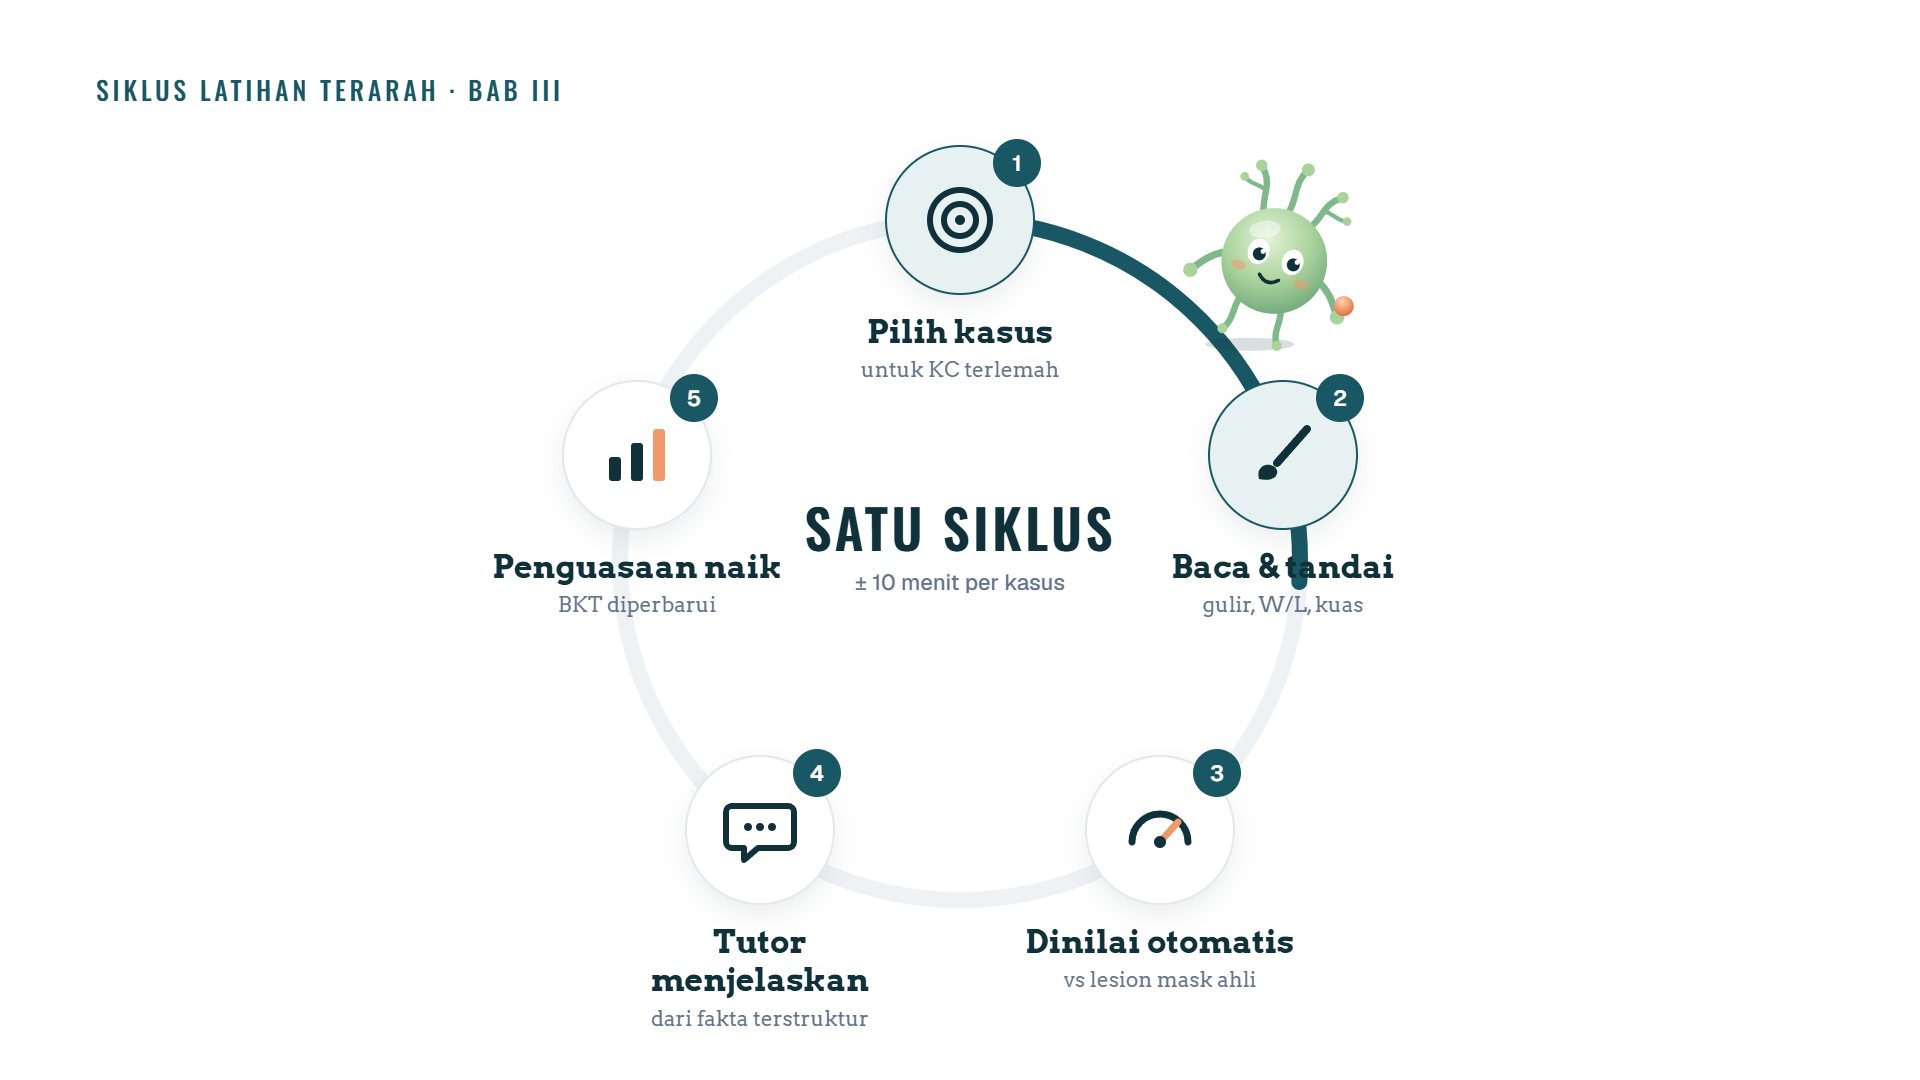 SIKLUS LATIHAN TERARAH · BAB III
1
Pilih kasus
untuk KC terlemah
2
Baca & tandai
gulir, W/L, kuas
3
Dinilai otomatis
vs lesion mask ahli
4
Tutor
menjelaskan
dari fakta terstruktur
5
Penguasaan naik
BKT diperbarui
SATU SIKLUS
± 10 menit per kasus